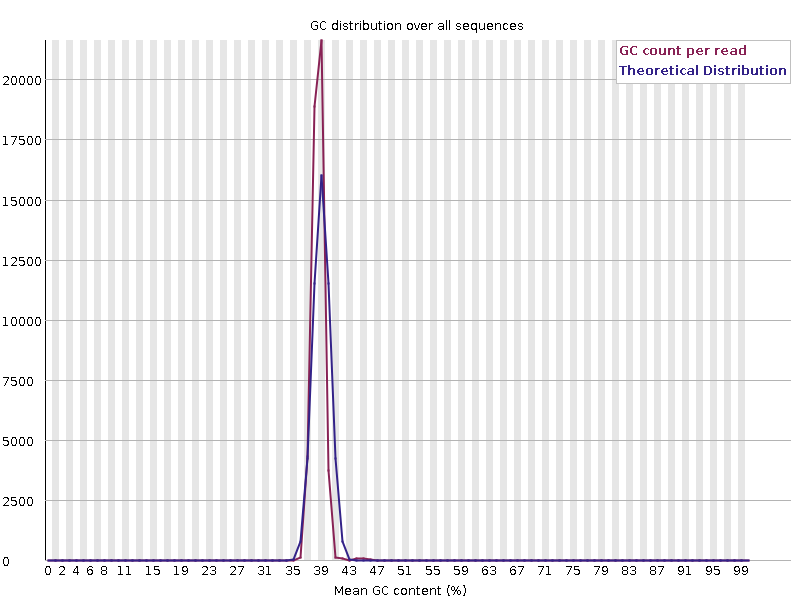 GC distribution over all sequences
GC count per read
Theoretical Distribution
20000
17500
15000
12500
10000
7500
5000
2500
0
0 2 4 6 8 11 15 19 23 27 31 35 39 43 47 51 55 59 63 67 71 75 79 83 87 91 95 99
Mean GC content (%)